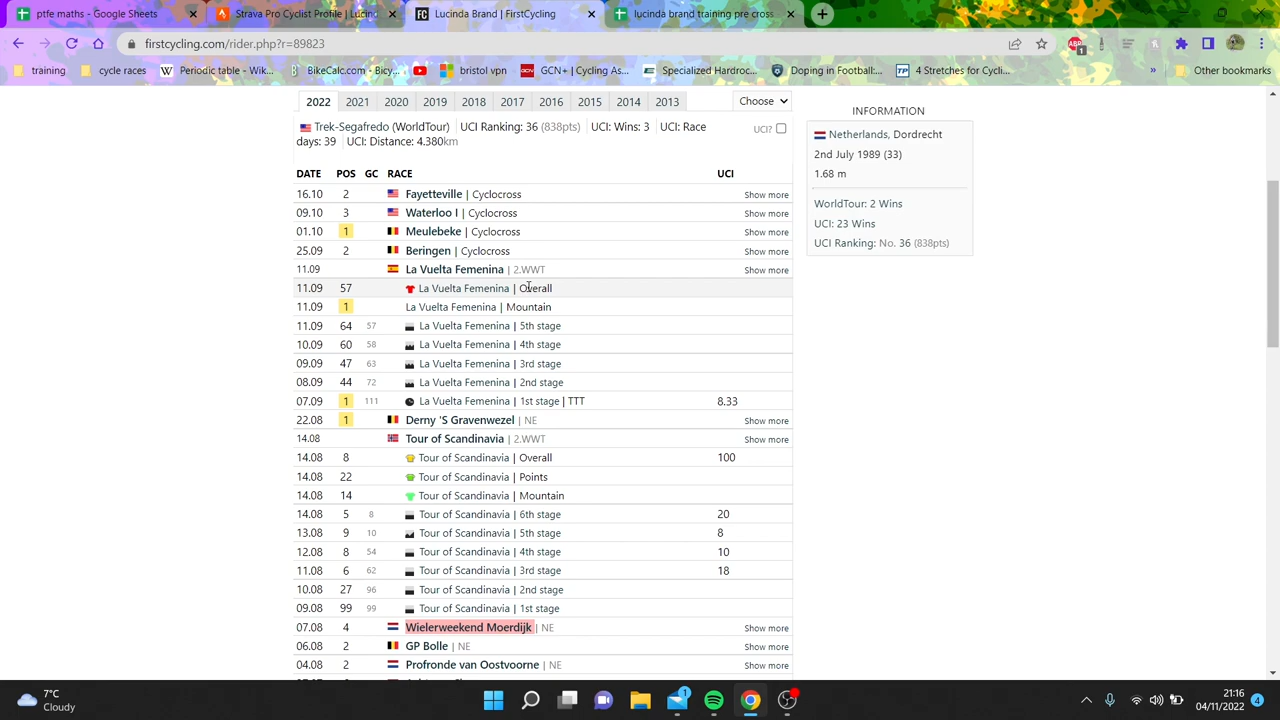 ptfe maths - Google Sheets
Strava Pro Cyclist Profile | Lucind
Lucinda Brand | FirstCycling
lucinda brand training pre cross
firstcycling.com/rider.php?r=89823
training
cycle races
Periodic table - Wik...
BikeCalc.com - Bicy...
bristol vpn
GCN+ | Cycling As...
Specialized Hardroc...
Doping in Football:...
4 Stretches for Cycli...
»
Other bookmarks
2022 2021 2020 2019 2018 2017 2016 2015 2014 2013 Choose
Trek-Segafredo (WorldTour) UCI Ranking: 36 (838pts) UCI: Wins: 3 UCI: Race
days: 39 UCI: Distance: 4.380km
UCI?
DATE POS GC RACE UCI
16.10 2 Fayetteville | Cyclocross Show more
09.10 3 Waterloo I | Cyclocross Show more
01.10 1 Meulebeke | Cyclocross Show more
25.09 2 Beringen | Cyclocross Show more
11.09 La Vuelta Femenina | 2.WWT Show more
11.09 57 La Vuelta Femenina | Overall
11.09 1 La Vuelta Femenina | Mountain
11.09 64 57 La Vuelta Femenina | 5th stage
10.09 60 58 La Vuelta Femenina | 4th stage
09.09 47 63 La Vuelta Femenina | 3rd stage
08.09 44 72 La Vuelta Femenina | 2nd stage
07.09 1 111 La Vuelta Femenina | 1st stage | TTT 8.33
22.08 1 Derny 'S Gravenwezel | NE Show more
14.08 Tour of Scandinavia | 2.WWT Show more
14.08 8 Tour of Scandinavia | Overall 100
14.08 22 Tour of Scandinavia | Points
14.08 14 Tour of Scandinavia | Mountain
14.08 5 8 Tour of Scandinavia | 6th stage 20
13.08 9 10 Tour of Scandinavia | 5th stage 8
12.08 8 54 Tour of Scandinavia | 4th stage 10
11.08 6 62 Tour of Scandinavia | 3rd stage 18
10.08 27 96 Tour of Scandinavia | 2nd stage
09.08 99 99 Tour of Scandinavia | 1st stage
07.08 4 Wielerweekend Moerdijk | NE Show more
06.08 2 GP Bolle | NE Show more
04.08 2 Profronde van Oostvoorne | NE Show more
INFORMATION
Netherlands, Dordrecht
2nd July 1989 (33)
1.68 m
WorldTour: 2 Wins
UCI: 23 Wins
UCI Ranking: No. 36 (838pts)
7°C
Cloudy
21:16
04/11/2022